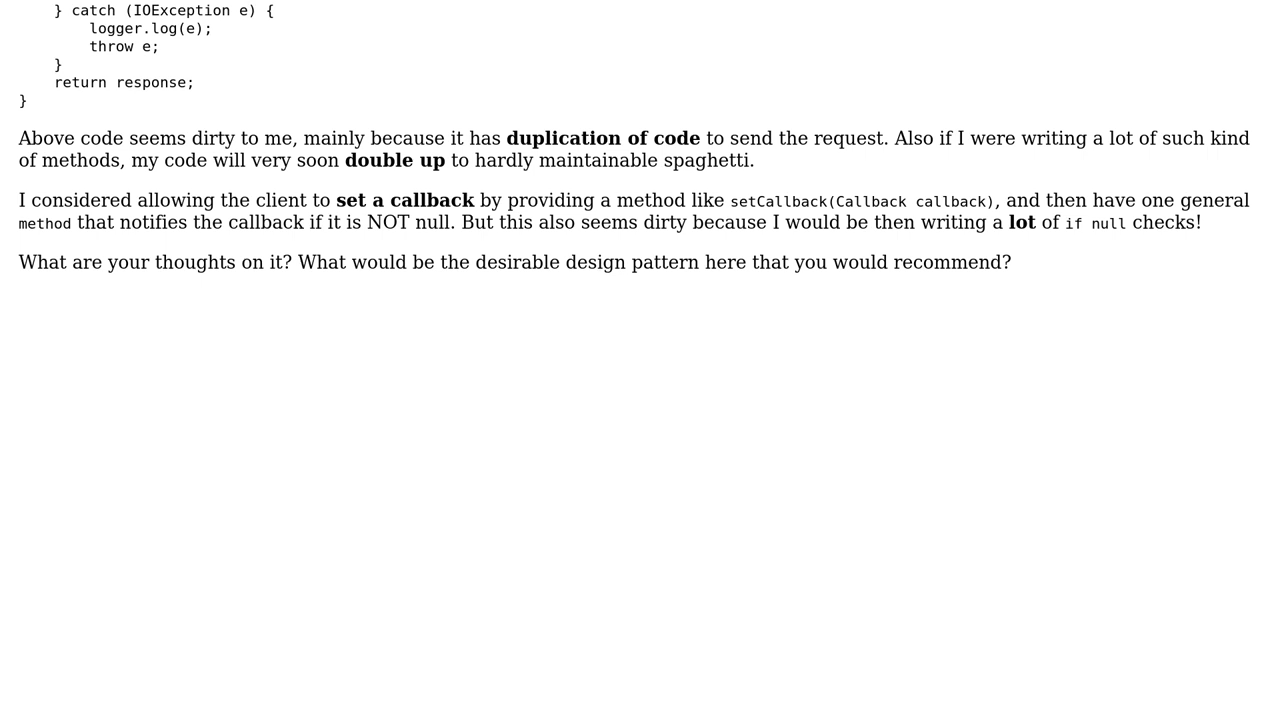 } catch (IOException e) {
        logger.log(e);
        throw e;
    }
    return response;
}
Above code seems dirty to me, mainly because it has duplication of code to send the request. Also if I were writing a lot of such kind
of methods, my code will very soon double up to hardly maintainable spaghetti.
I considered allowing the client to set a callback by providing a method like setCallback(Callback callback), and then have one general
method that notifies the callback if it is NOT null. But this also seems dirty because I would be then writing a lot of if null checks!
What are your thoughts on it? What would be the desirable design pattern here that you would recommend?